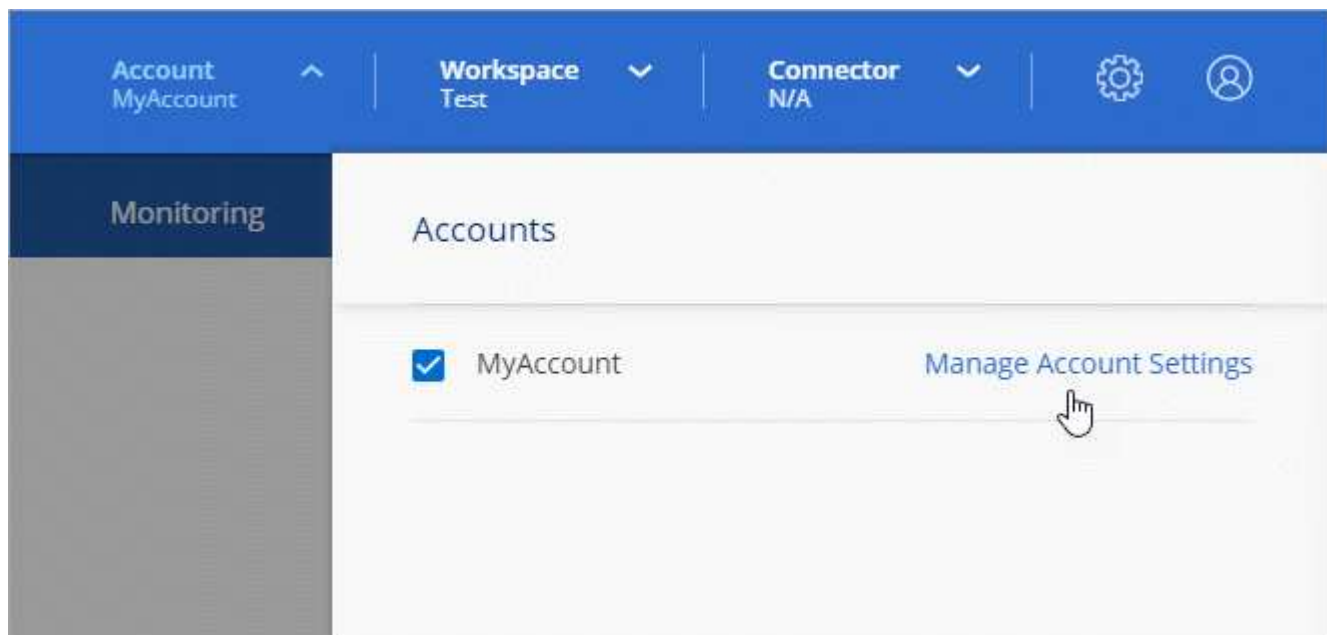 Account
MyAccount
Workspace
Test
Connector
N/A
Monitoring
Accounts
MyAccount
Manage Account Settings